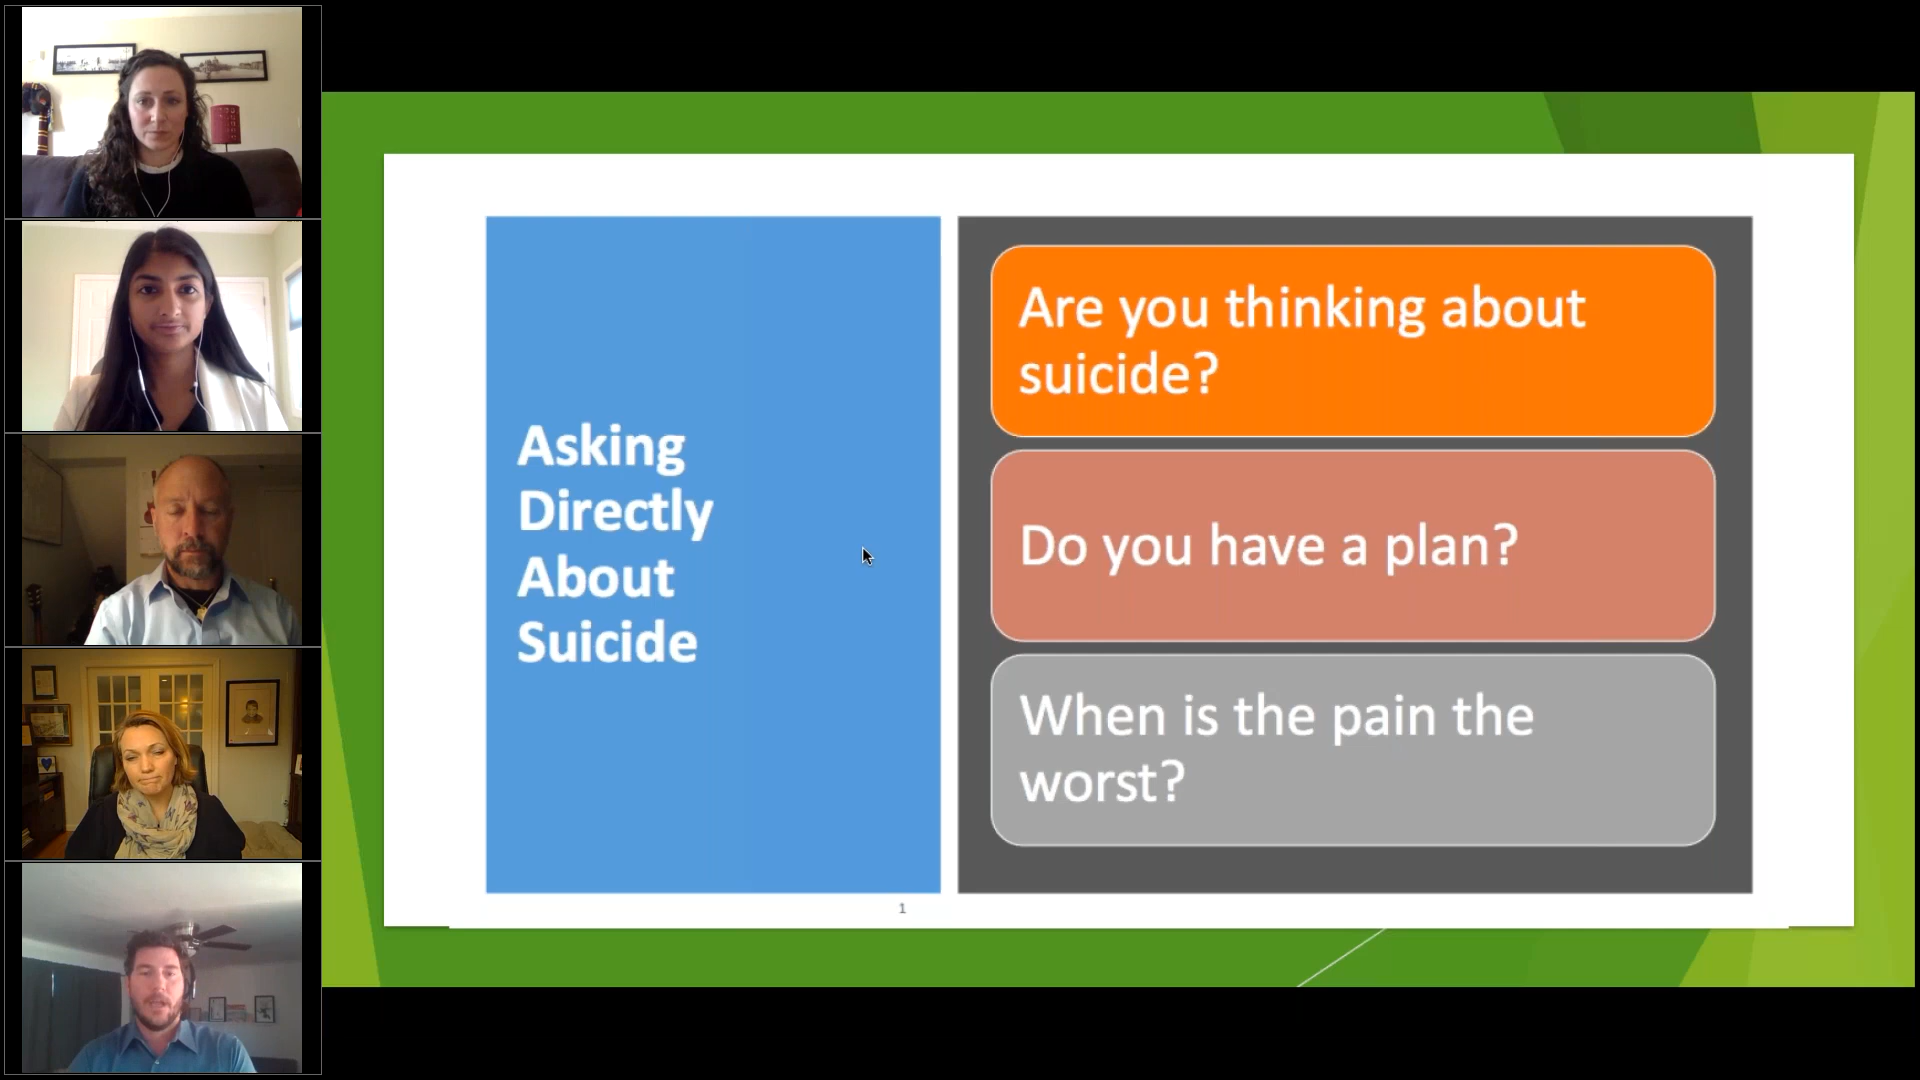 Asking
Directly
About
Suicide
Are you thinking about
suicide?
Do you have a plan?
When is the pain the
worst?
1